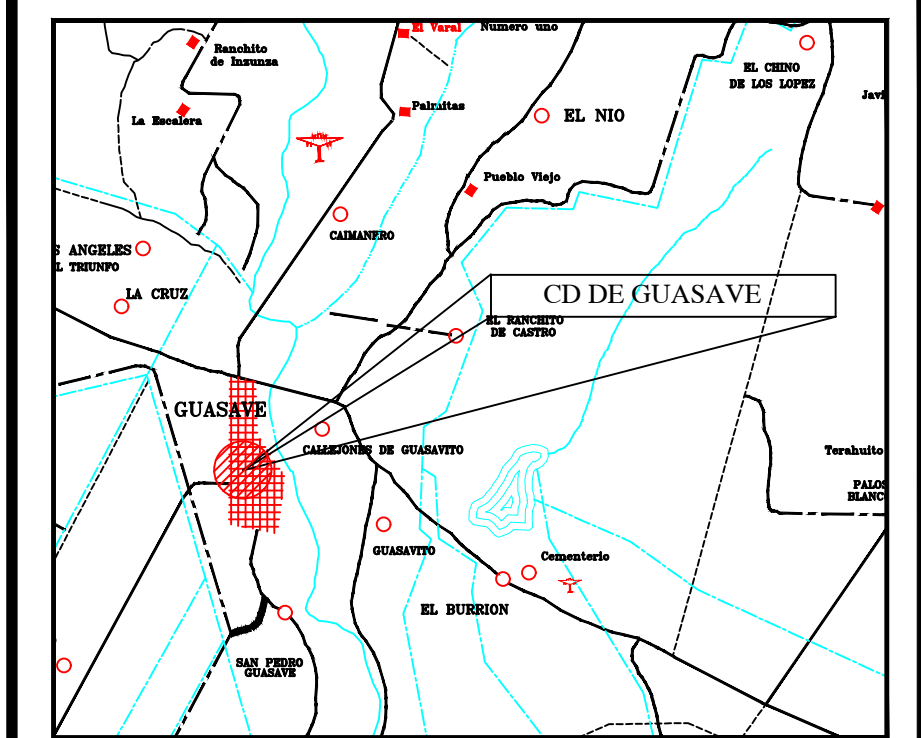 El Varal
Numero uno
Ranchito
de Inzunza
EL CHINO
DE LOS LOPEZ
Javi
La Escalera
Palmitas
EL NIO
Pueblo Viejo
CAIMANERO
S ANGELES
L TRIUNFO
LA CRUZ
CD DE GUASAVE
EL RANCHITO
DE CASTRO
GUASAVE
CALLEJONES DE GUASAVITO
Terahuito
PALOS
BLANC
GUASAVITO
Cementerio
EL BURRION
SAN PEDRO
GUASAVE